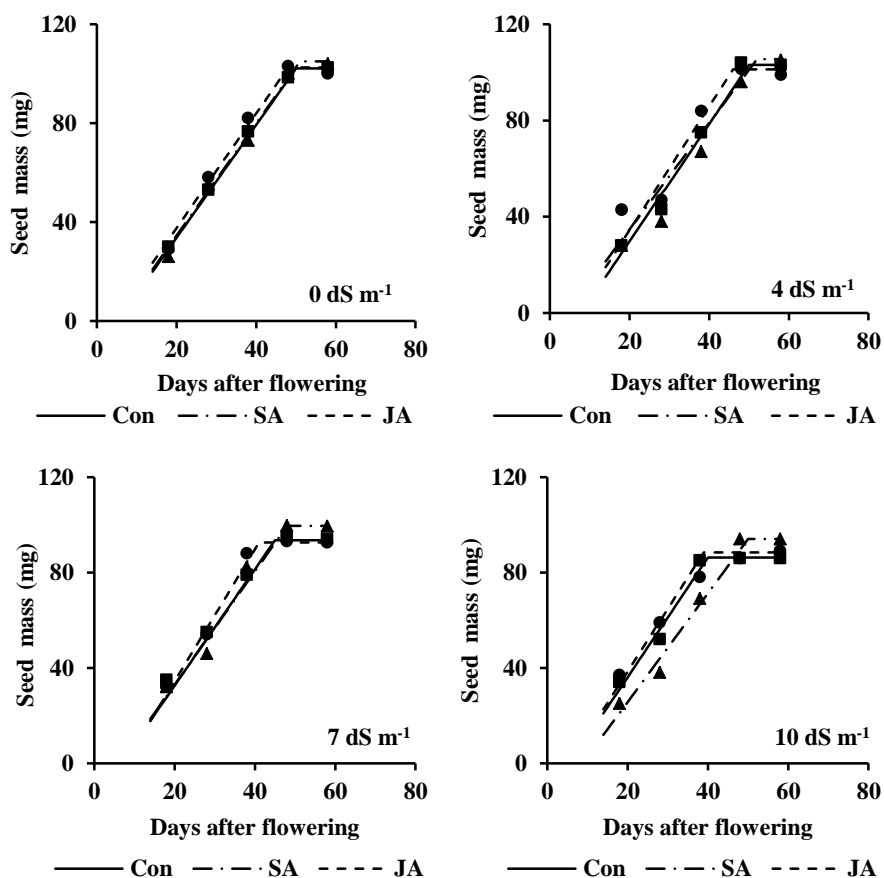 120
80
40
0
0 20 40 60 80
Seed mass (mg)
Days after flowering
0 dS m⁻¹
Con SA JA
120
80
40
0
0 20 40 60 80
Seed mass (mg)
Days after flowering
4 dS m⁻¹
Con SA JA
120
80
40
0
0 20 40 60 80
Seed mass (mg)
Days after flowering
7 dS m⁻¹
Con SA JA
120
80
40
0
0 20 40 60 80
Seed mass (mg)
Days after flowering
10 dS m⁻¹
Con SA JA